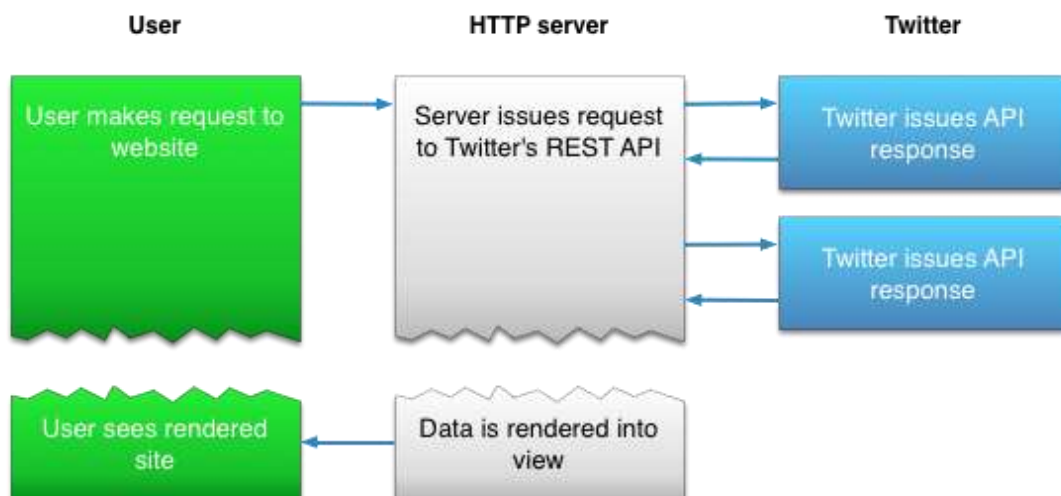 User
HTTP server
Twitter
User makes request to
website
Server issues request
to Twitter's REST API
Twitter issues API
response
Twitter issues API
response
User sees rendered
site
Data is rendered into
view